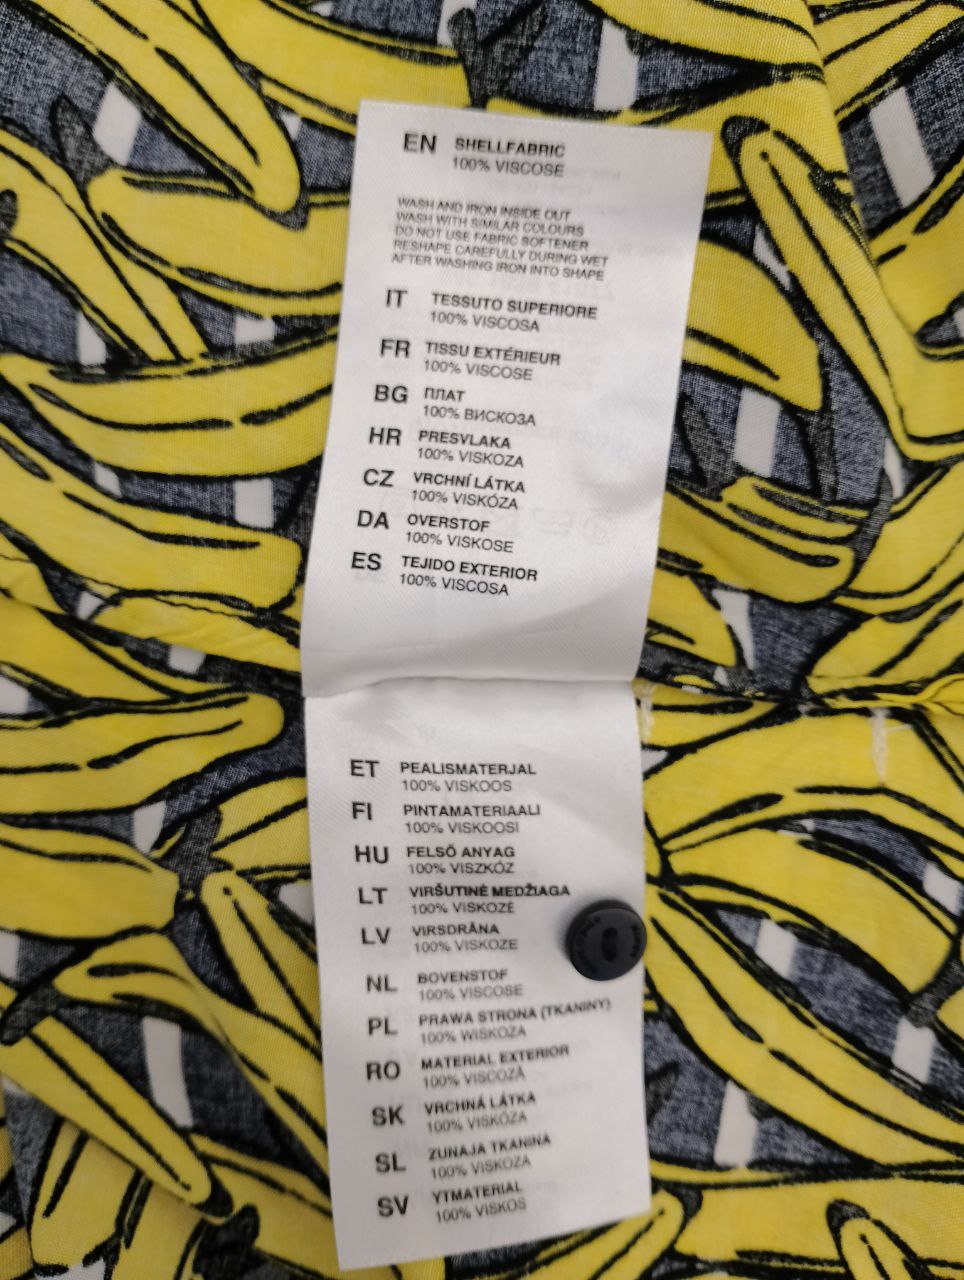 EN SHELLFABRIC
100% VISCOSE
WASH AND IRON INSIDE OUT
WASH WITH SIMILAR COLOURS
DO NOT USE FABRIC SOFTENER
RESHAPE CAREFULLY DURING WET
AFTER WASHING IRON INTO SHAPE
IT TESSUTO SUPERIORE
100% VISCOSA
FR TISSU EXTÉRIEUR
100% VISCOSE
BG ПЛАТ
100% ВИСКОЗА
HR PRESVLAKA
100% VISKOZA
CZ VRCHNÍ LÁTKA
100% VISKÓZA
DA OVERSTOF
100% VISKOSE
ES TEJIDO EXTERIOR
100% VISCOSA
ET PEALISMATERJAL
100% VISKOOS
FI PINTAMATERIAALI
100% VISKOOSI
HU FELSŐ ANYAG
100% VISZKÓZ
LT VIRŠUTINĖ MEDŽIAGA
100% VISKOZĖ
LV VIRSDRĀNA
100% VISKOZE
NL BOVENSTOF
100% VISCOSE
PL PRAWA STRONA (TKANINY)
100% WISKOZA
RO MATERIAL EXTERIOR
100% VISCOZĂ
SK VRCHNÁ LÁTKA
100% VISKÓZA
SL ZUNAJA TKANINA
100% VISKOZA
SV YTMATERIAL
100% VISKOS